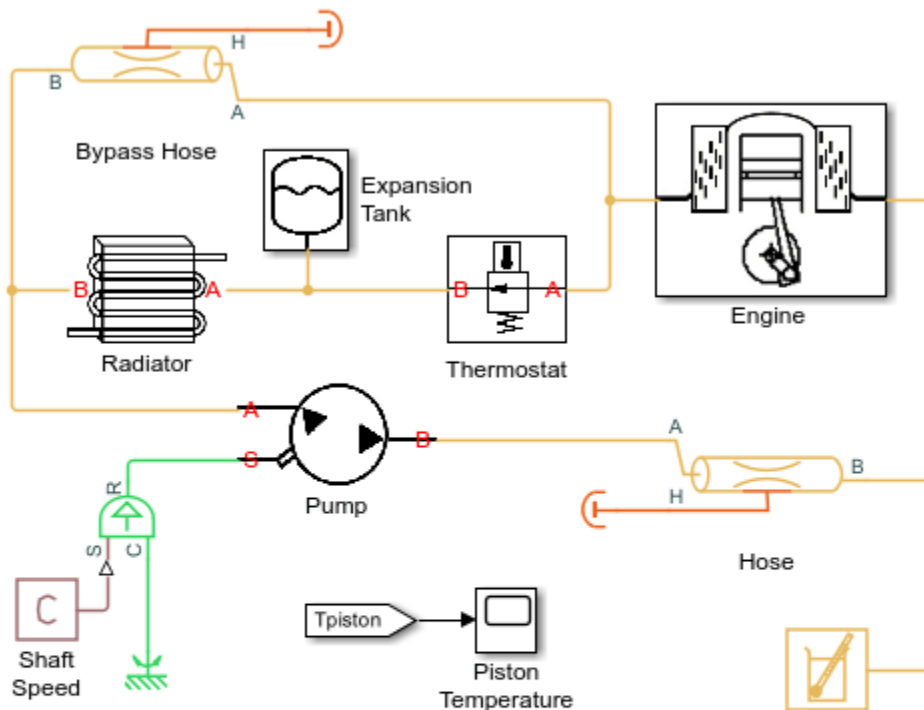 H
B
A
Bypass Hose
Expansion
Tank
B
A
B
A
Radiator
Thermostat
Engine
A
S
B
Pump
A
B
H
Hose
R
S
C
C
Shaft
Speed
Tpiston
Piston
Temperature